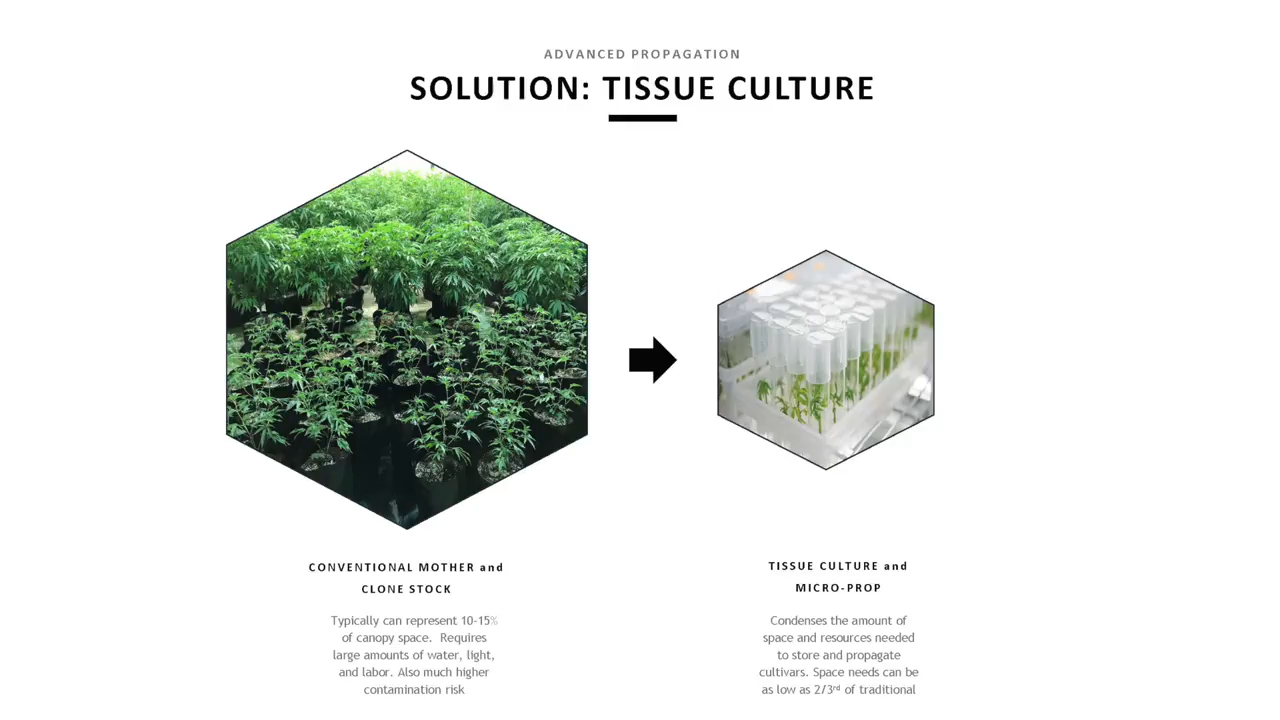 ADVANCED PROPAGATION
SOLUTION: TISSUE CULTURE
CONVENTIONAL MOTHER and
CLONE STOCK
Typically can represent 10-15%
of canopy space.  Requires
large amounts of water, light,
and labor. Also much higher
contamination risk
TISSUE CULTURE and
MICRO-PROP
Condenses the amount of
space and resources needed
to store and propagate
cultivars. Space needs can be
as low as 2/3rd of traditional